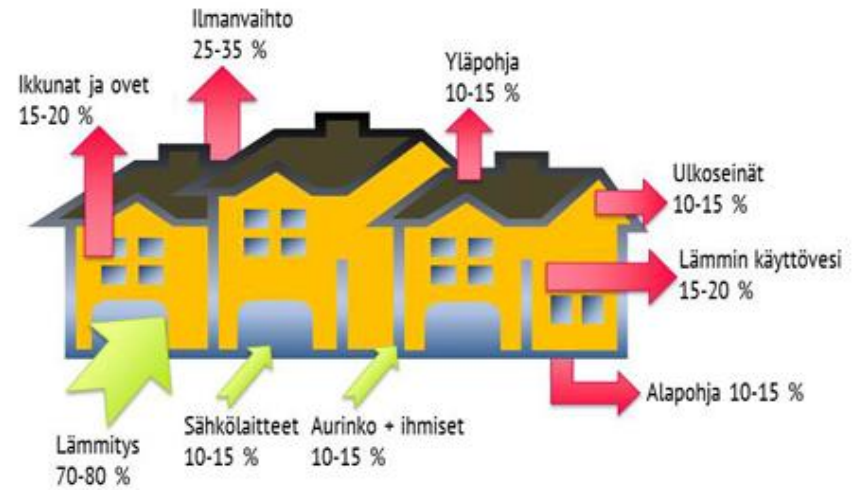 Ilmanvaihto
25-35 %
Ikkunat ja ovet
15-20 %
Yläpohja
10-15 %
Ulkoseinät
10-15 %
Lämmin käyttövesi
15-20 %
Alapohja 10-15 %
Lämmitys
70-80 %
Sähkölaitteet
10-15 %
Aurinko + ihmiset
10-15 %